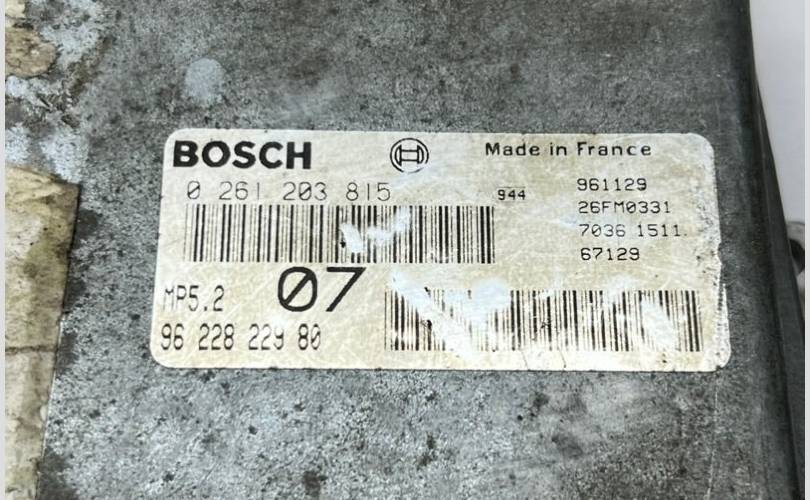 BOSCH
Made in France
0 261 203 815
944
961129
26FM0331
7036 1511
67129
07
MP5.2
96 228 229 80